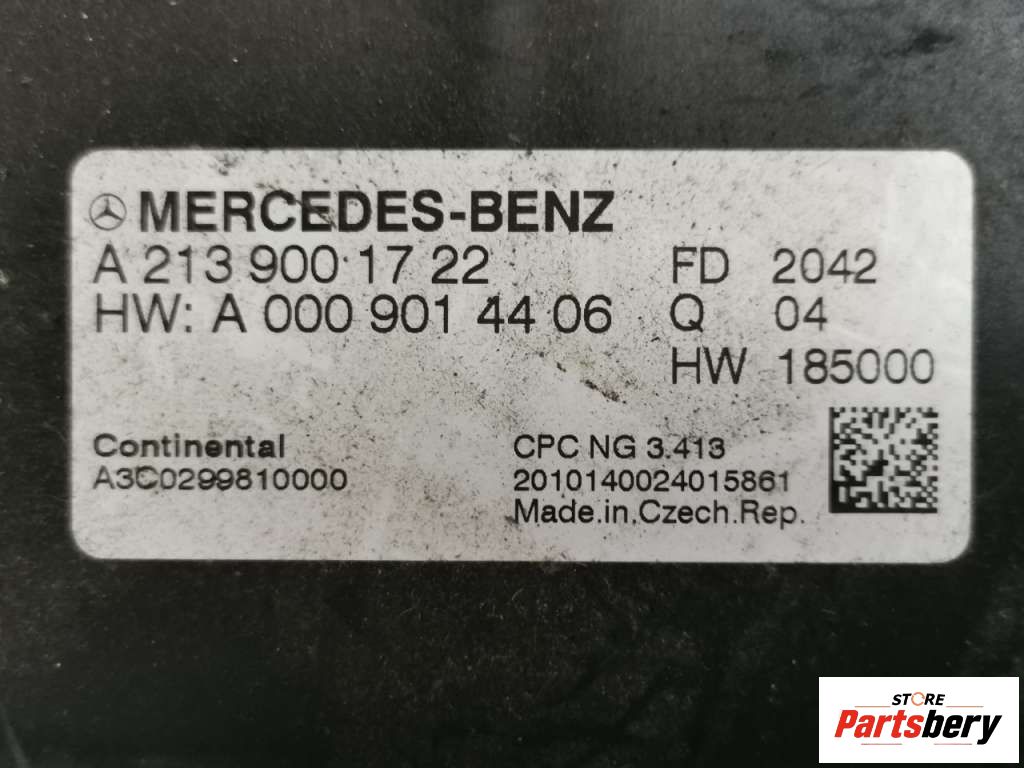 MERCEDES-BENZ
A 213 900 17 22
HW: A 000 901 44 06
FD 2042
Q 04
HW 185000
Continental
A3C0299810000
CPC NG 3.413
2010140024015861
Made.in.Czech.Rep.
STORE
Partsbery